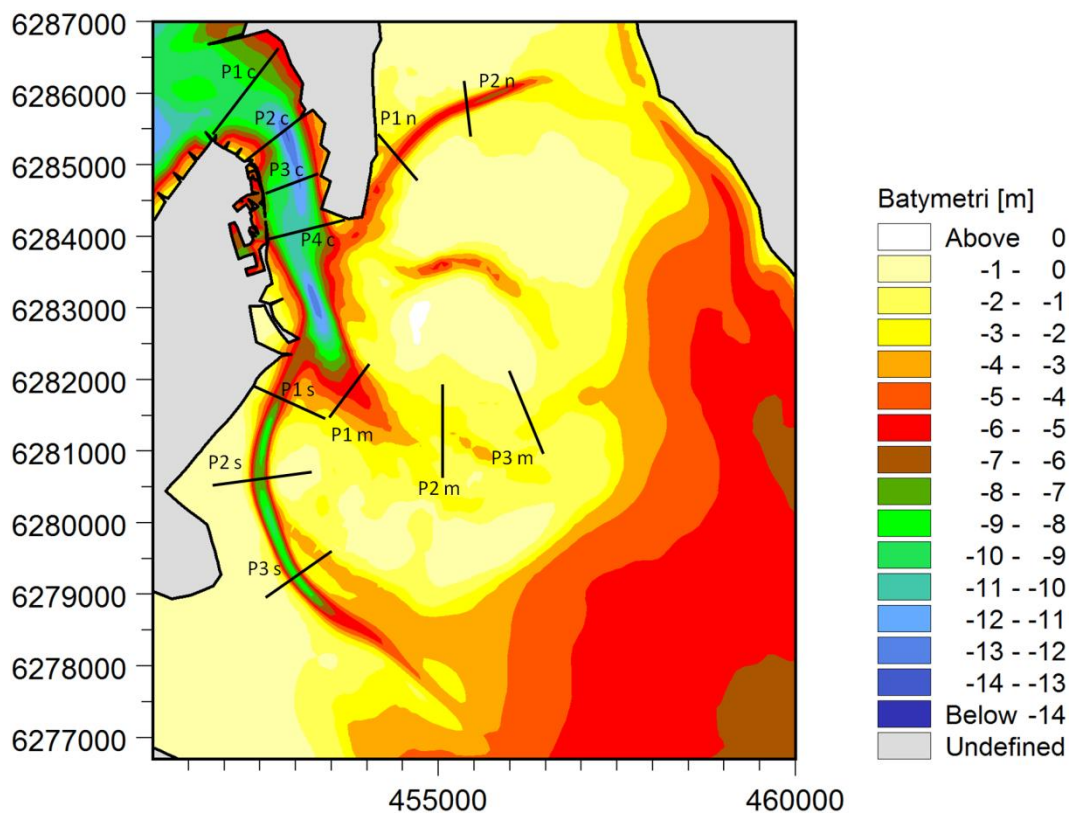 6287000
6286000
6285000
6284000
6283000
6282000
6281000
6280000
6279000
6278000
6277000
455000
460000
P1 c
P2 c
P3 c
P4 c
P1 n
P2 n
P1 s
P2 s
P3 s
P1 m
P2 m
P3 m
Batymetri [m]
Above 0
-1 - 0
-2 - -1
-3 - -2
-4 - -3
-5 - -4
-6 - -5
-7 - -6
-8 - -7
-9 - -8
-10 - -9
-11 - -10
-12 - -11
-13 - -12
-14 - -13
Below -14
Undefined